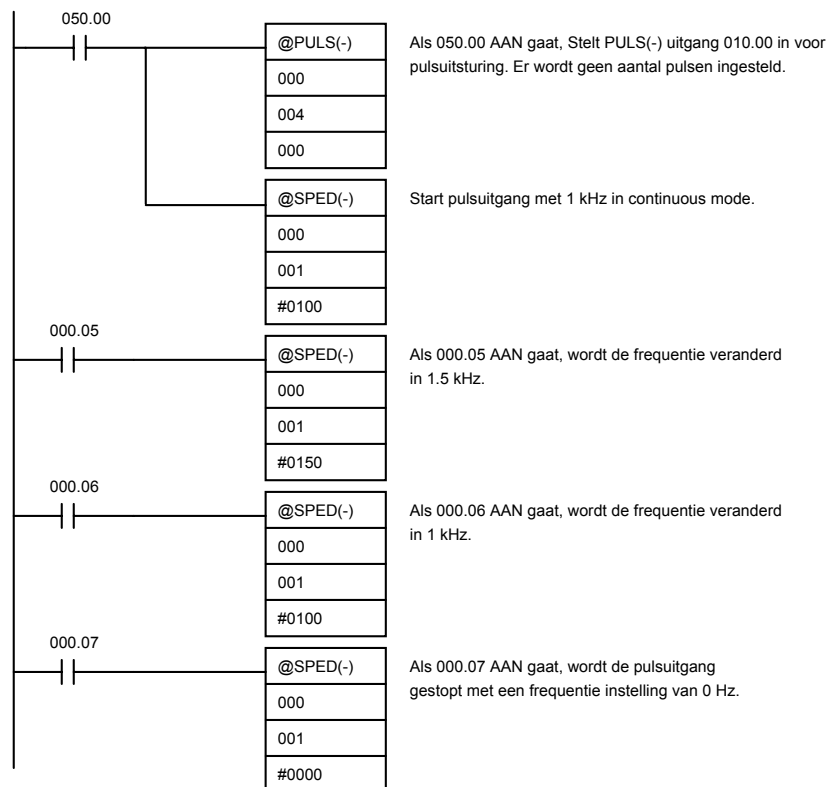 050.00
@PULS(-)
000
004
000
Als 050.00 AAN gaat, Stelt PULS(-) uitgang 010.00 in voor
pulsuitsturing. Er wordt geen aantal pulsen ingesteld.
@SPED(-)
000
001
#0100
Start pulsuitgang met 1 kHz in continuous mode.
000.05
@SPED(-)
000
001
#0150
Als 000.05 AAN gaat, wordt de frequentie veranderd
in 1.5 kHz.
000.06
@SPED(-)
000
001
#0100
Als 000.06 AAN gaat, wordt de frequentie veranderd
in 1 kHz.
000.07
@SPED(-)
000
001
#0000
Als 000.07 AAN gaat, wordt de pulsuitgang
gestopt met een frequentie instelling van 0 Hz.